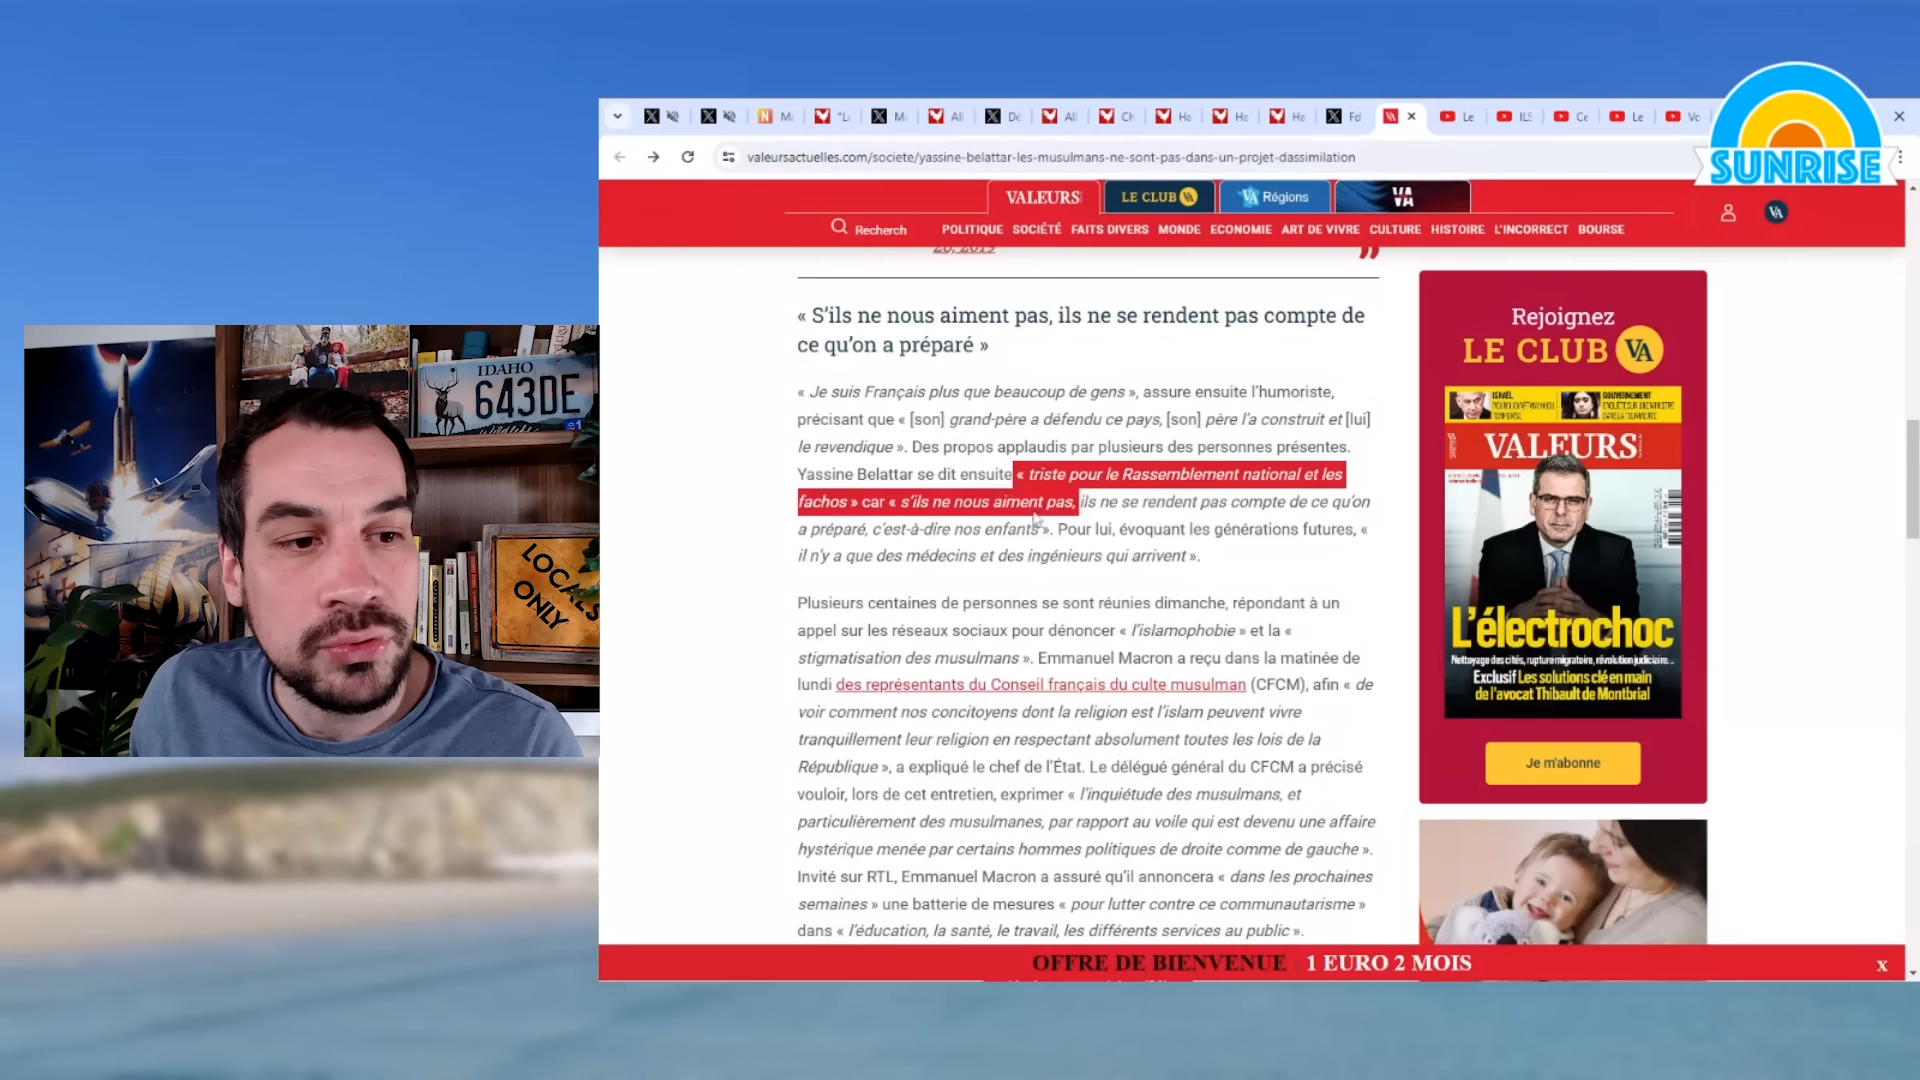 SUNRISE
M
"L
M
All
Dc
All
Ch
Ha
Ha
Ha
Fd
Le
ILS
Ce
Le
Vc
valeursactuelles.com/societe/yassine-belattar-les-musulmans-ne-sont-pas-dans-un-projet-dassimilation
VALEURS
LE CLUB VA
VA Régions
VA
Recherch
POLITIQUE SOCIÉTÉ FAITS DIVERS MONDE ECONOMIE ART DE VIVRE CULTURE HISTOIRE L'INCORRECT BOURSE
VA
20, 2019
« S'ils ne nous aiment pas, ils ne se rendent pas compte de
ce qu'on a préparé »
« Je suis Français plus que beaucoup de gens », assure ensuite l'humoriste,
précisant que « [son] grand-père a défendu ce pays, [son] père l'a construit et [lui]
le revendique ». Des propos applaudis par plusieurs des personnes présentes.
Yassine Belattar se dit ensuite « triste pour le Rassemblement national et les
fachos » car « s'ils ne nous aiment pas, ils ne se rendent pas compte de ce qu'on
a préparé, c'est-à-dire nos enfants ». Pour lui, évoquant les générations futures, «
il n'y a que des médecins et des ingénieurs qui arrivent ».
Plusieurs centaines de personnes se sont réunies dimanche, répondant à un
appel sur les réseaux sociaux pour dénoncer « l'islamophobie » et la «
stigmatisation des musulmans ». Emmanuel Macron a reçu dans la matinée de
lundi des représentants du Conseil français du culte musulman (CFCM), afin « de
voir comment nos concitoyens dont la religion est l'islam peuvent vivre
tranquillement leur religion en respectant absolument toutes les lois de la
République », a expliqué le chef de l'État. Le délégué général du CFCM a précisé
vouloir, lors de cet entretien, exprimer « l'inquiétude des musulmans, et
particulièrement des musulmanes, par rapport au voile qui est devenu une affaire
hystérique menée par certains hommes politiques de droite comme de gauche ».
Invité sur RTL, Emmanuel Macron a assuré qu'il annoncera « dans les prochaines
semaines » une batterie de mesures « pour lutter contre ce communautarisme »
dans « l'éducation, la santé, le travail, les différents services au public ».
Rejoignez
LE CLUB VA
ISRAËL
GOUVERNEMENT
VALEURS
L'électrochoc
Nettoyage des cités, rupture migratoire, révolution judiciaire...
Exclusif Les solutions clé en main
de l'avocat Thibault de Montbrial
Je m'abonne
OFFRE DE BIENVENUE : 1 EURO 2 MOIS
x
IDAHO
643DE
LOCALS
ONLY